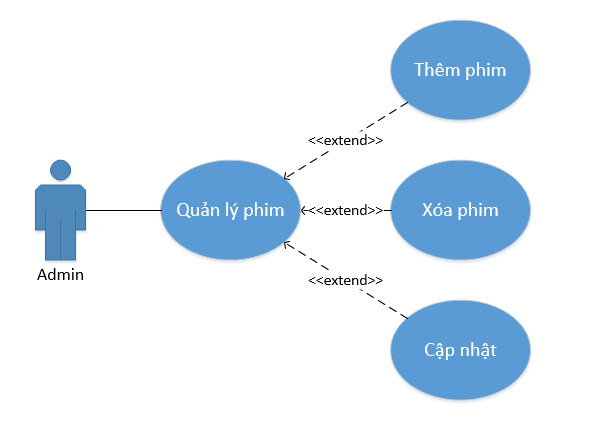 Thêm phim
<<extend>>
Quản lý phim
<<extend>>
Xóa phim
Admin
<<extend>>
Cập nhật